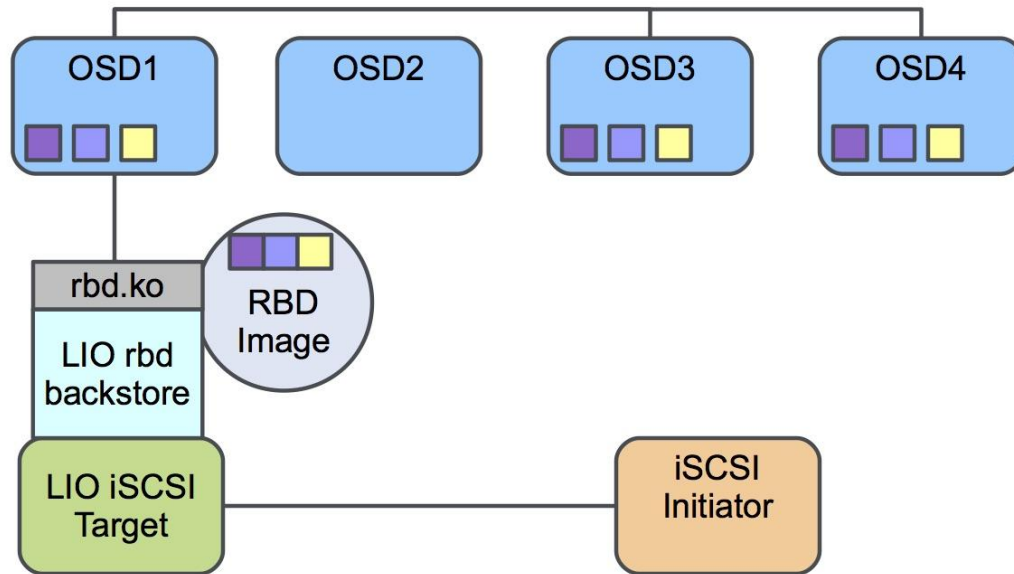 OSD1
OSD2
OSD3
OSD4
rbd.ko
RBD
Image
LIO rbd
backstore
LIO iSCSI
Target
iSCSI
Initiator